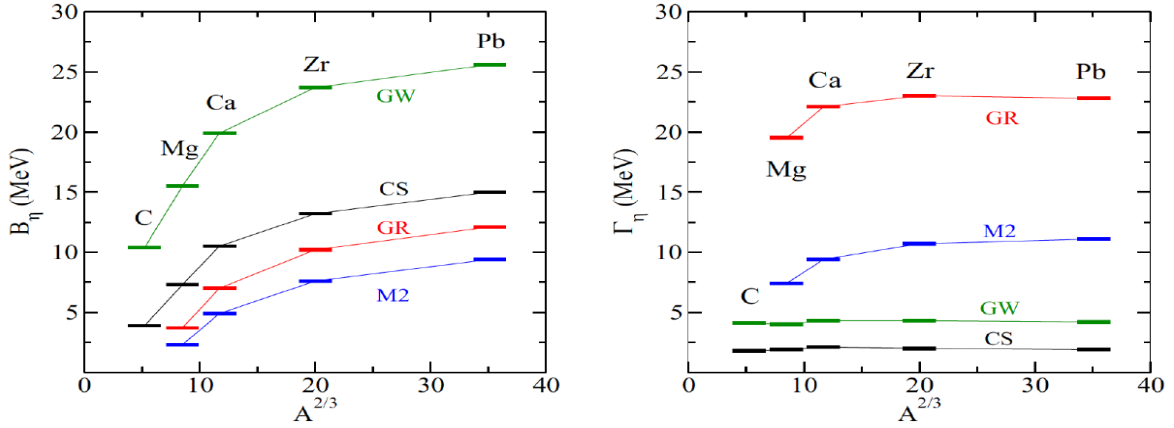 30
25
20
15
10
5
B_η (MeV)
C
Mg
Ca
Zr
Pb
GW
CS
GR
M2
0 10 20 30 40
A^{2/3}
30
25
20
15
10
5
Γ_η (MeV)
C
Mg
Ca
Zr
Pb
GR
M2
GW
CS
0 10 20 30 40
A^{2/3}